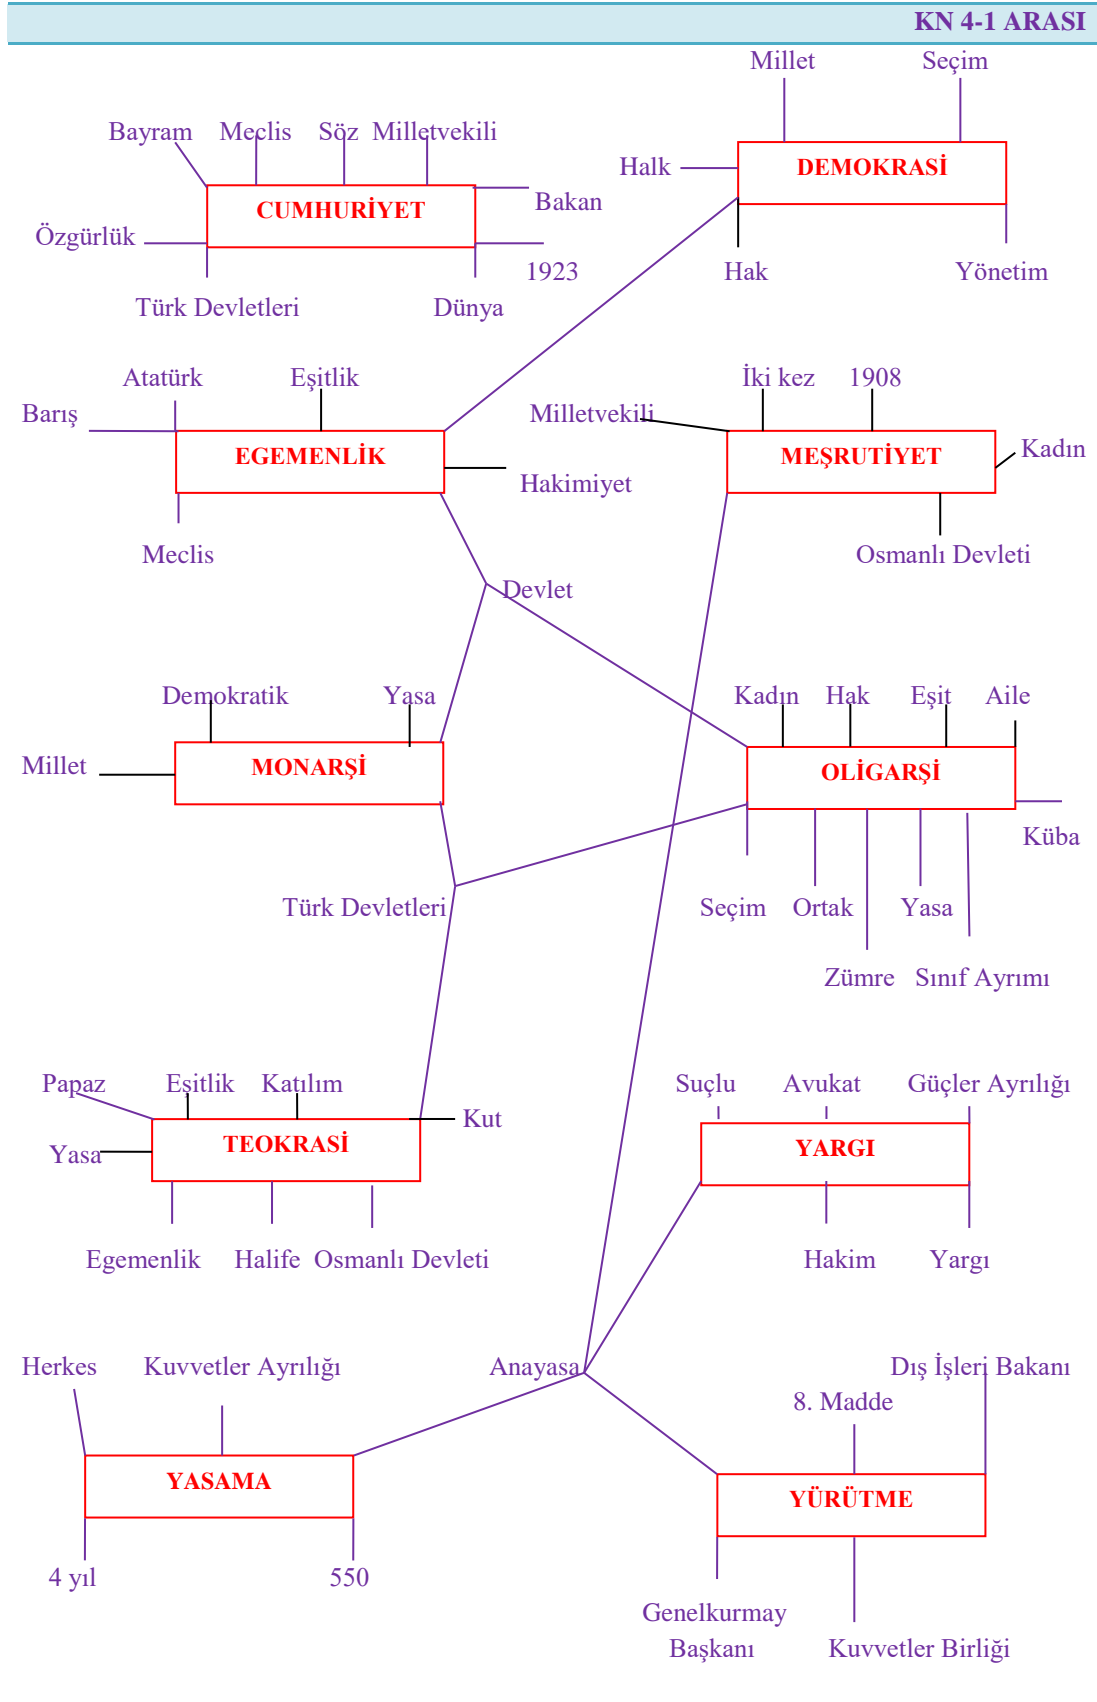 KN 4-1 ARASI
Millet Seçim
Bayram Meclis Söz Milletvekili
Halk DEMOKRASİ
Bakan
CUMHURİYET
Özgürlük
1923 Hak Yönetim
Türk Devletleri Dünya
Atatürk Eşitlik İki kez 1908
Barış Milletvekili
Kadın
EGEMENLİK MEŞRUTİYET
Hakimiyet
Meclis Osmanlı Devleti
Devlet
Demokratik Yasa Kadın Hak Eşit Aile
Millet MONARŞİ OLİGARŞİ
Küba
Türk Devletleri Seçim Ortak Yasa
Zümre Sınıf Ayrımı
Papaz Eşitlik Katılım Suçlu Avukat Güçler Ayrılığı
Kut
TEOKRASİ YARGI
Yasa
Egemenlik Halife Osmanlı Devleti Hakim Yargı
Herkes Kuvvetler Ayrılığı Anayasa Dış İşleri Bakanı
8. Madde
YASAMA
YÜRÜTME
4 yıl 550
Genelkurmay
Başkanı Kuvvetler Birliği